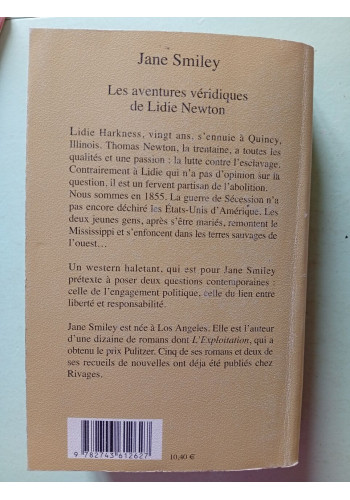 Jane Smiley
Les aventures véridiques
de Lidie Newton
Lidie Harkness, vingt ans, s'ennuie à Quincy,
Illinois. Thomas Newton, la trentaine, a toutes les
qualités et une passion : la lutte contre l'esclavage.
Contrairement à Lidie qui n'a pas d'opinion sur la
question, il est un fervent partisan de l'abolition.
Nous sommes en 1855. La guerre de Sécession n'a
pas encore déchiré les États-Unis d'Amérique. Les
deux jeunes gens, après s'être mariés, remontent le
Mississippi et s'enfoncent dans les terres sauvages de
l'ouest…
Un western haletant, qui est pour Jane Smiley
prétexte à poser deux questions contemporaines :
celle de l'engagement politique, celle du lien entre
liberté et responsabilité.
Jane Smiley est née à Los Angeles. Elle est l'auteur
d'une dizaine de romans dont L'Exploitation, qui a
obtenu le prix Pulitzer. Cinq de ses romans et deux de
ses recueils de nouvelles ont déjà été publiés chez
Rivages.
9 782743 612627
10,40 €